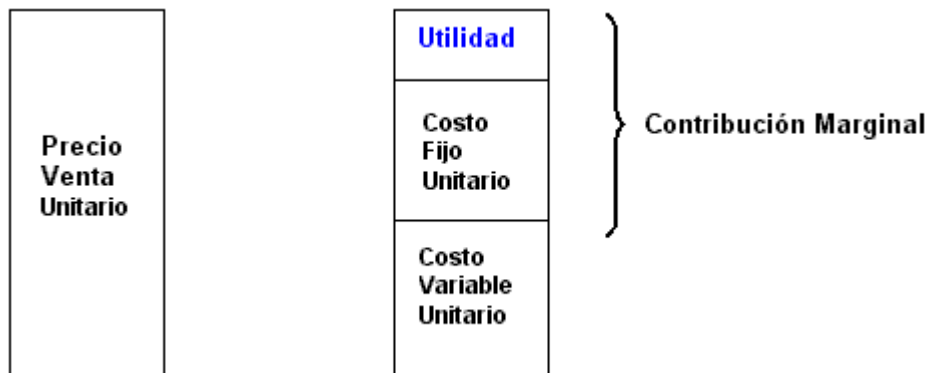 Precio
Venta
Unitario
Utilidad
Costo
Fijo
Unitario
Costo
Variable
Unitario
Contribución Marginal